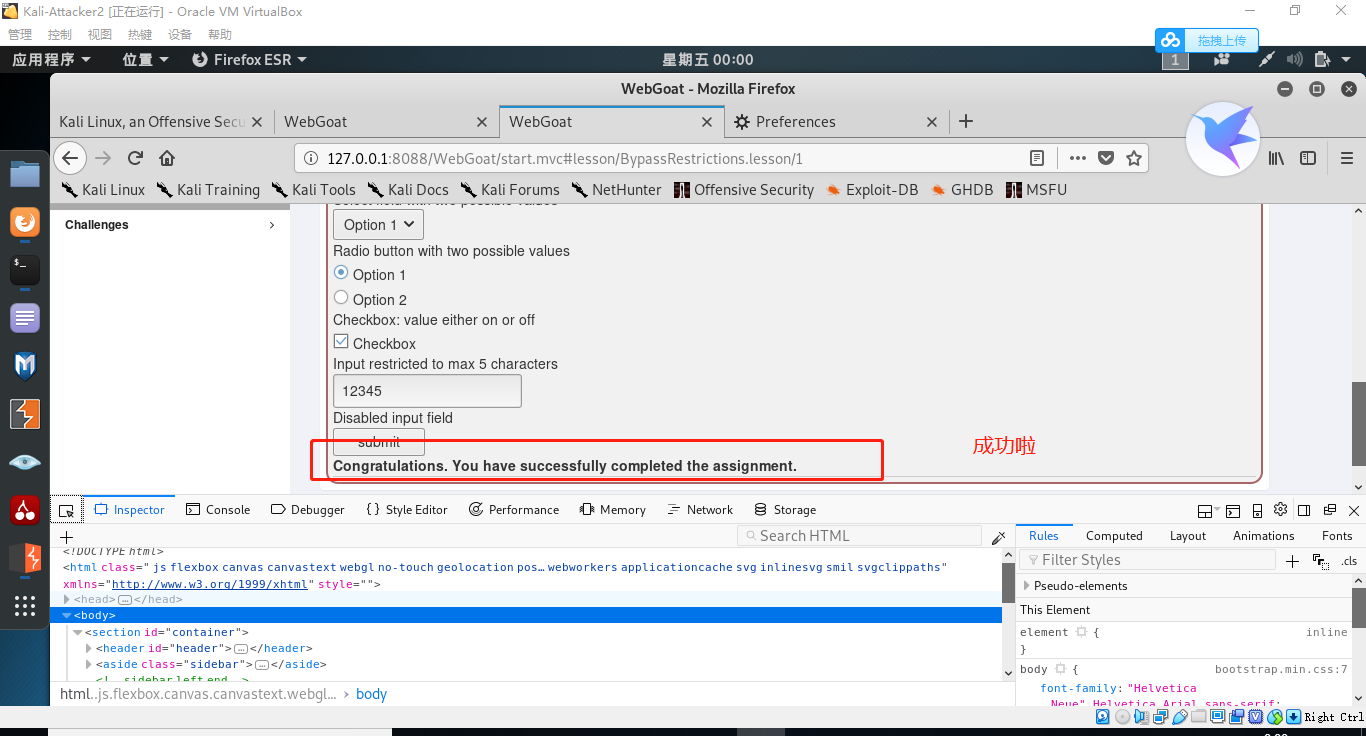 Kali-Attacker2 [正在运行] - Oracle VM VirtualBox
管理 控制 视图 热键 设备 帮助
拖拽上传
应用程序 位置 Firefox ESR 星期五 00:00 1
WebGoat - Mozilla Firefox
Kali Linux, an Offensive Secu WebGoat WebGoat Preferences
127.0.0.1:8088/WebGoat/start.mvc#lesson/BypassRestrictions.lesson/1
Kali Linux Kali Training Kali Tools Kali Docs Kali Forums NetHunter Offensive Security Exploit-DB GHDB MSFU
Challenges
Select field with two possible values
Option 1
Radio button with two possible values
Option 1
Option 2
Checkbox: value either on or off
Checkbox
Input restricted to max 5 characters
12345
Disabled input field
submit
Congratulations. You have successfully completed the assignment.
成功啦
Inspector Console Debugger {} Style Editor Performance Memory Network Storage
Search HTML
<!DOCTYPE html>
<html class=" js flexbox canvas canvastext webgl no-touch geolocation pos… webworkers applicationcache svg inlinesvg smil svgclippaths"
xmlns="http://www.w3.org/1999/xhtml" style="">
<head>…</head>
<body>
<section id="container">
<header id="header">…</header>
<aside class="sidebar">…</aside>
<!--sidebar left end-->
html.js.flexbox.canvas.canvastext.webgl... › body
Rules Computed Layout Animations Fonts
Filter Styles + .cls
Pseudo-elements
This Element
element { inline
}
body { bootstrap.min.css:7
font-family: "Helvetica
Neue",Helvetica,Arial,sans-serif;
Right Ctrl